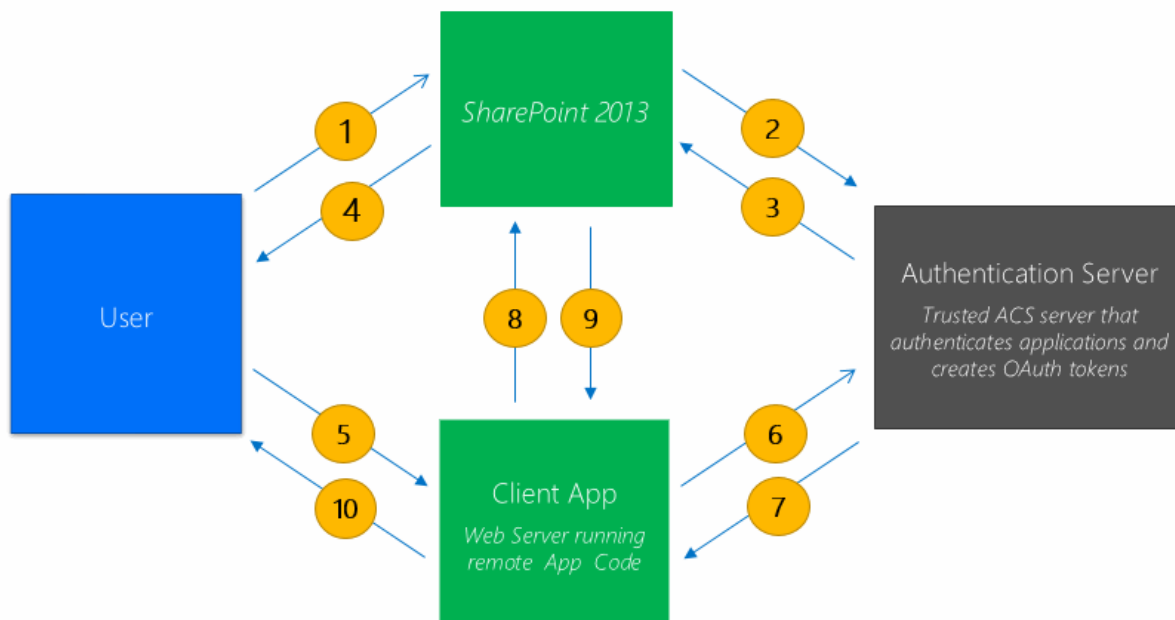 SharePoint 2013
1
2
4
3
User
Authentication Server
Trusted ACS server that
authenticates applications and
creates OAuth tokens
8
9
5
6
10
7
Client App
Web Server running
remote App Code